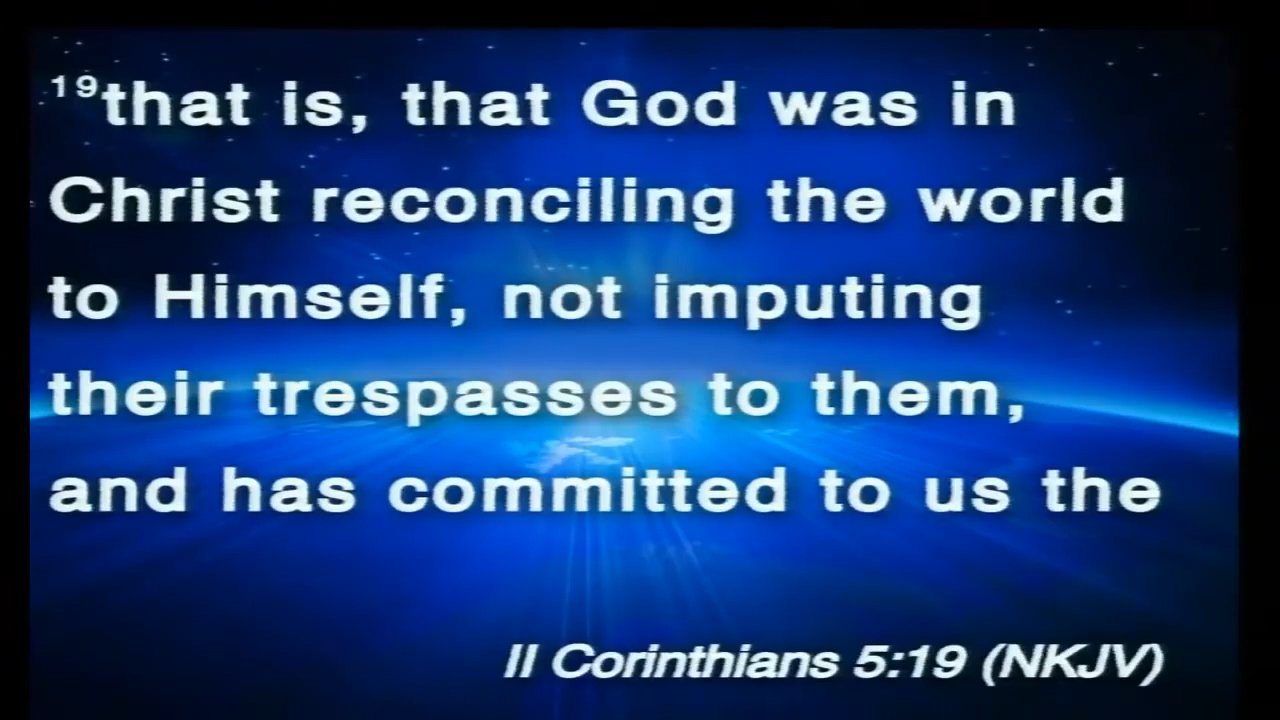 ¹⁹that is, that God was in
Christ reconciling the world
to Himself, not imputing
their trespasses to them,
and has committed to us the
II Corinthians 5:19 (NKJV)